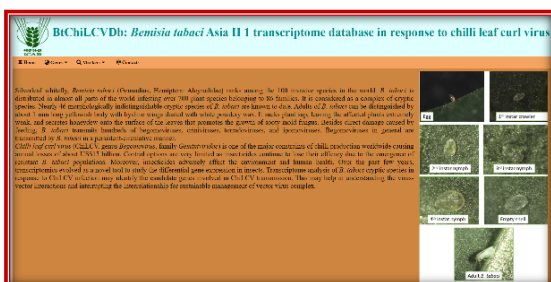 BtChiLCVDb: Bemisia tabaci Asia II 1 transcriptome database in response to chilli leaf curl virus
Home Genes Markers Contact
Silverleaf whitefly, Bemisia tabaci (Gennadius, Hemiptera: Aleyrodidae) ranks among the 100 invasive species in the world. B. tabaci is
distributed in almost all parts of the world infesting over 700 plant species belonging to 86 families. It is considered as a complex of cryptic
species. Nearly 46 morphologically indistinguishable cryptic species of B. tabaci are known to date. Adults of B. tabaci can be distinguished by
about 1 mm long yellowish body with hyaline wings dusted with white powdery wax. It sucks plant sap, leaving the affected plants extremely
weak, and secretes honeydew onto the surface of the leaves that promotes the growth of sooty mold fungus. Besides direct damage caused by
feeding, B. tabaci transmits hundreds of begomoviruses, criniviruses, torradoviruses, and ipomoviruses. Begomoviruses in general are
transmitted by B. tabaci in a persistent-circulative manner.
Chilli leaf curl virus (ChiLCV, genus Begomovirus, family Geminiviridae) is one of the major constraints of chilli production worldwide causing
annual losses of about US$ billion. Control options are very limited as insecticides continue to lose their efficacy due to the emergence of
resistant B. tabaci populations. Moreover, insecticides adversely affect the environment and human health. Over the past few years,
transcriptomics evolved as a novel tool to study the differential gene expression in insects. Transcriptome analysis of B. tabaci cryptic species in
response to ChiLCV infection may identify the candidate genes involved in ChiLCV transmission. This may help in understanding the virus-
vector interactions and interrupting the interrelationship for sustainable management of vector virus complex.
Egg
1st instar crawler
2nd instar nymph
3rd instar nymph
4th instar nymph
Empty shell
Adult B. tabaci